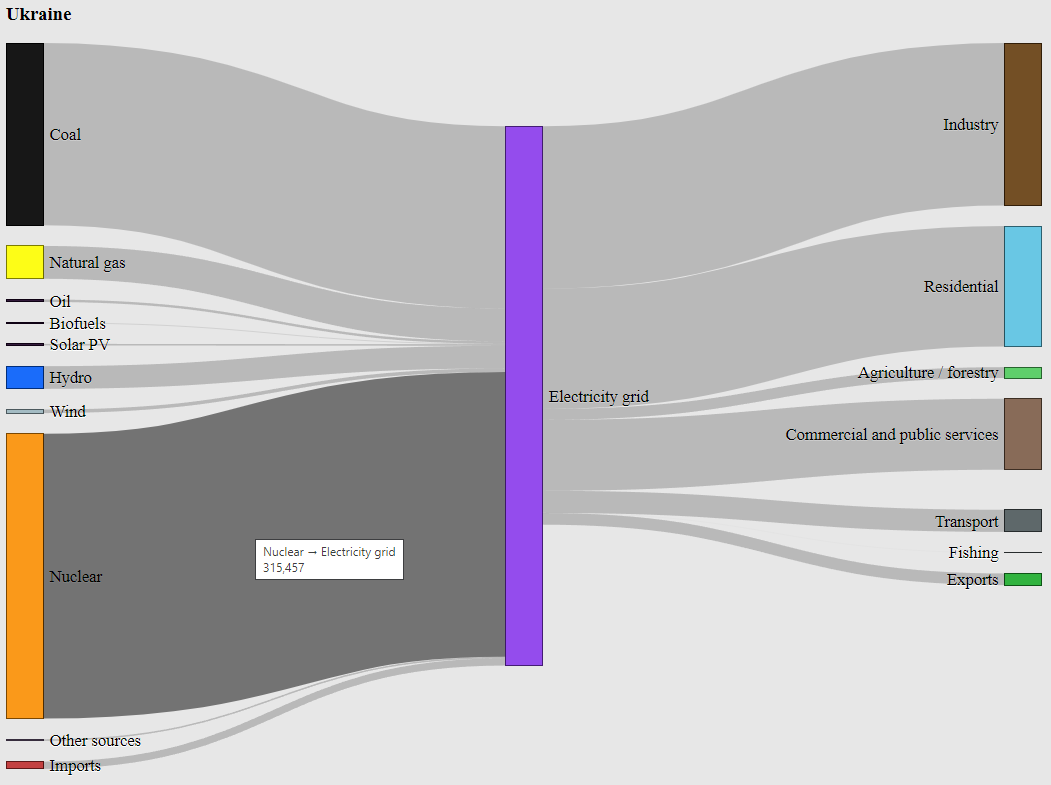 Ukraine
Coal
Industry
Natural gas
Residential
Oil
Biofuels
Solar PV
Hydro
Agriculture / forestry
Electricity grid
Wind
Commercial and public services
Transport
Nuclear → Electricity grid
315,457
Fishing
Nuclear
Exports
Other sources
Imports